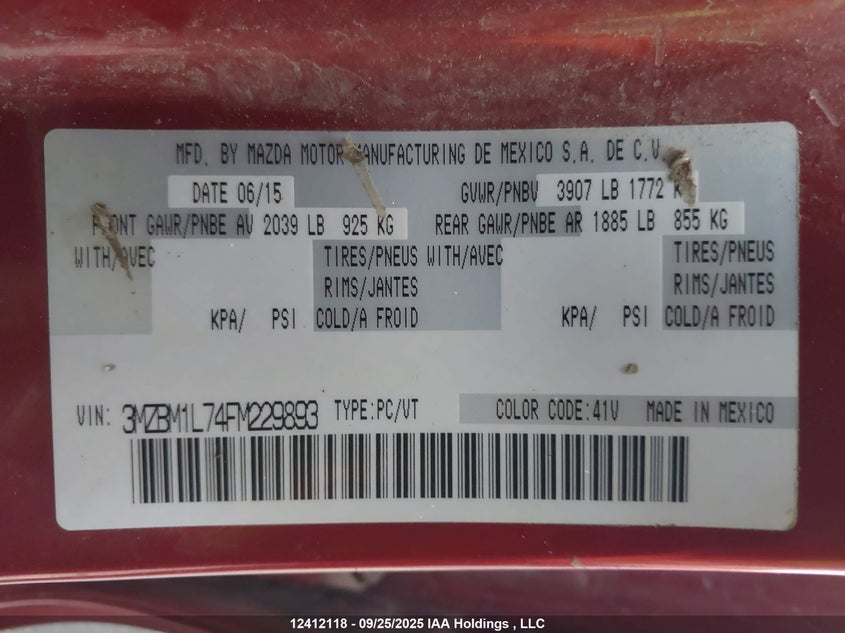 MFD. BY MAZDA MOTOR MANUFACTURING DE MEXICO S.A. DE C.V.
DATE 06/15 GVWR/PNBV 3907 LB 1772 K
FRONT GAWR/PNBE AV 2039 LB 925 KG REAR GAWR/PNBE AR 1885 LB 855 KG
WITH/AVEC TIRES/PNEUS WITH/AVEC TIRES/PNEUS
RIMS/JANTES RIMS/JANTES
KPA/ PSI COLD/A FROID KPA/ PSI COLD/A FROID
VIN: 3MZBM1L74FM229893 TYPE:PC/VT COLOR CODE:41V MADE IN MEXICO
12412118 - 09/25/2025 IAA Holdings , LLC